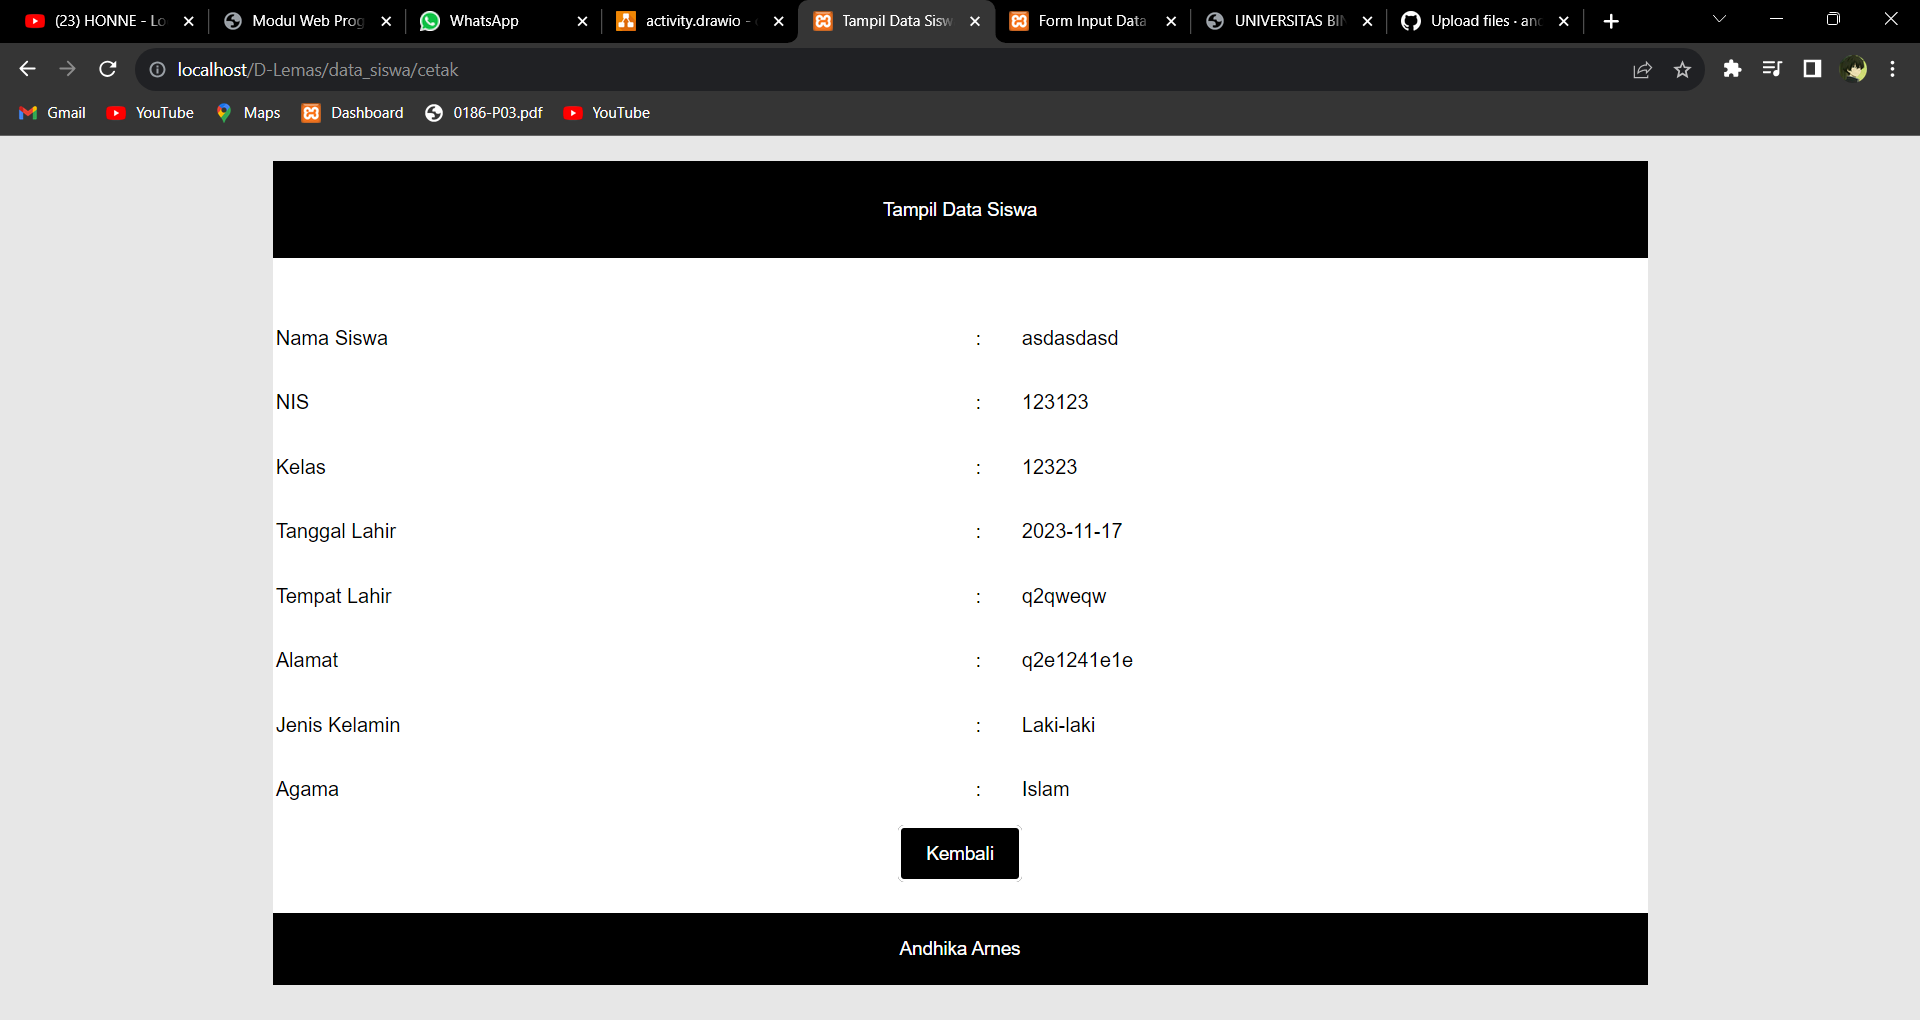 (23) HONNE - Lo
Modul Web Prog
WhatsApp
activity.drawio -
Tampil Data Sisw
Form Input Data
UNIVERSITAS BIN
Upload files · and
localhost/D-Lemas/data_siswa/cetak
Gmail
YouTube
Maps
Dashboard
0186-P03.pdf
YouTube
Tampil Data Siswa
Nama Siswa : asdasdasd
NIS : 123123
Kelas : 12323
Tanggal Lahir : 2023-11-17
Tempat Lahir : q2qweqw
Alamat : q2e1241e1e
Jenis Kelamin : Laki-laki
Agama : Islam
Kembali
Andhika Arnes